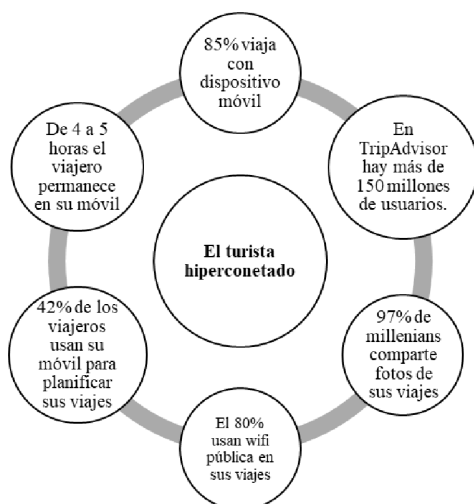 85% viaja
con
dispositivo
móvil
En
TripAdvisor
hay más de
150 millones
de usuarios.
97% de
millenians
comparte
fotos de
sus viajes
El 80%
usan wifi
pública en
sus viajes
42% de los
viajeros
usan su
móvil para
planificar
sus viajes
De 4 a 5
horas el
viajero
permanece
en su móvil
El turista
hiperconetado